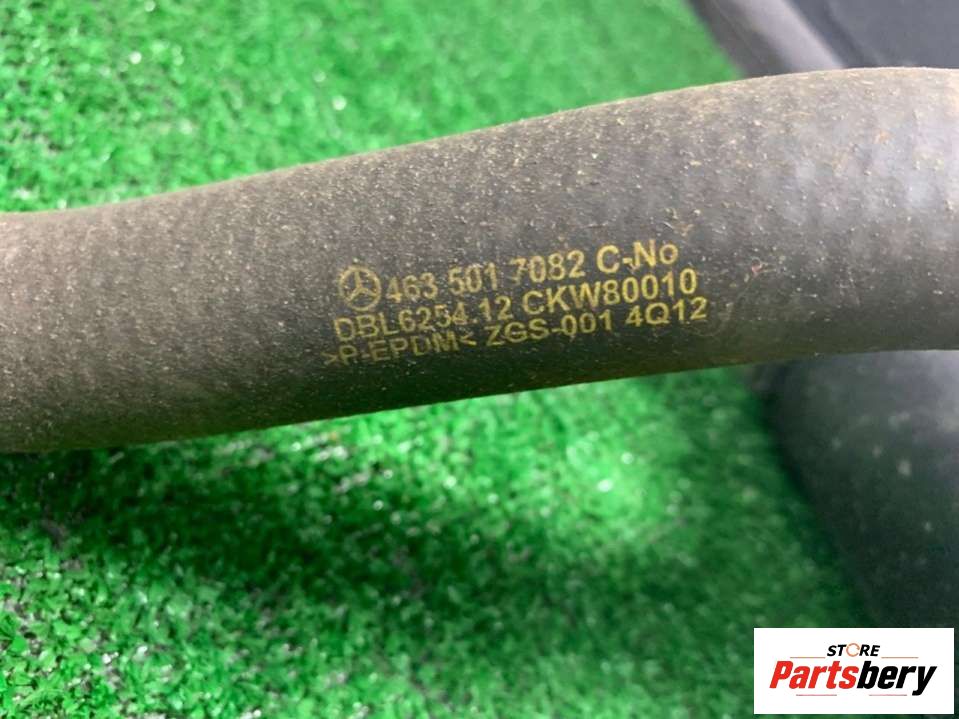 463 501 7082 C-No
DBL6254.12 CKW80010
>P-EPDM< ZGS-001 4Q12
STORE
Partsbery